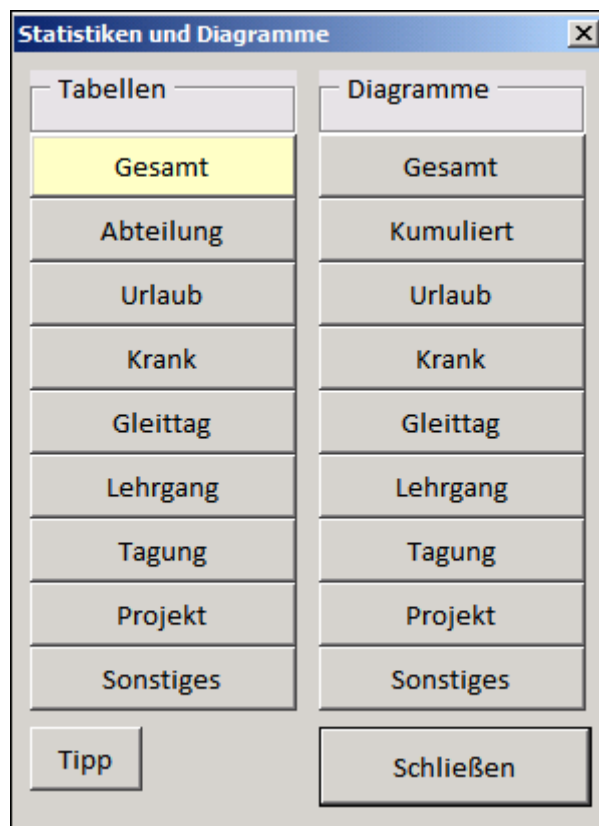 Statistiken und Diagramme
Tabellen
Diagramme
Gesamt
Gesamt
Abteilung
Kumuliert
Urlaub
Urlaub
Krank
Krank
Gleittag
Gleittag
Lehrgang
Lehrgang
Tagung
Tagung
Projekt
Projekt
Sonstiges
Sonstiges
Tipp
Schließen